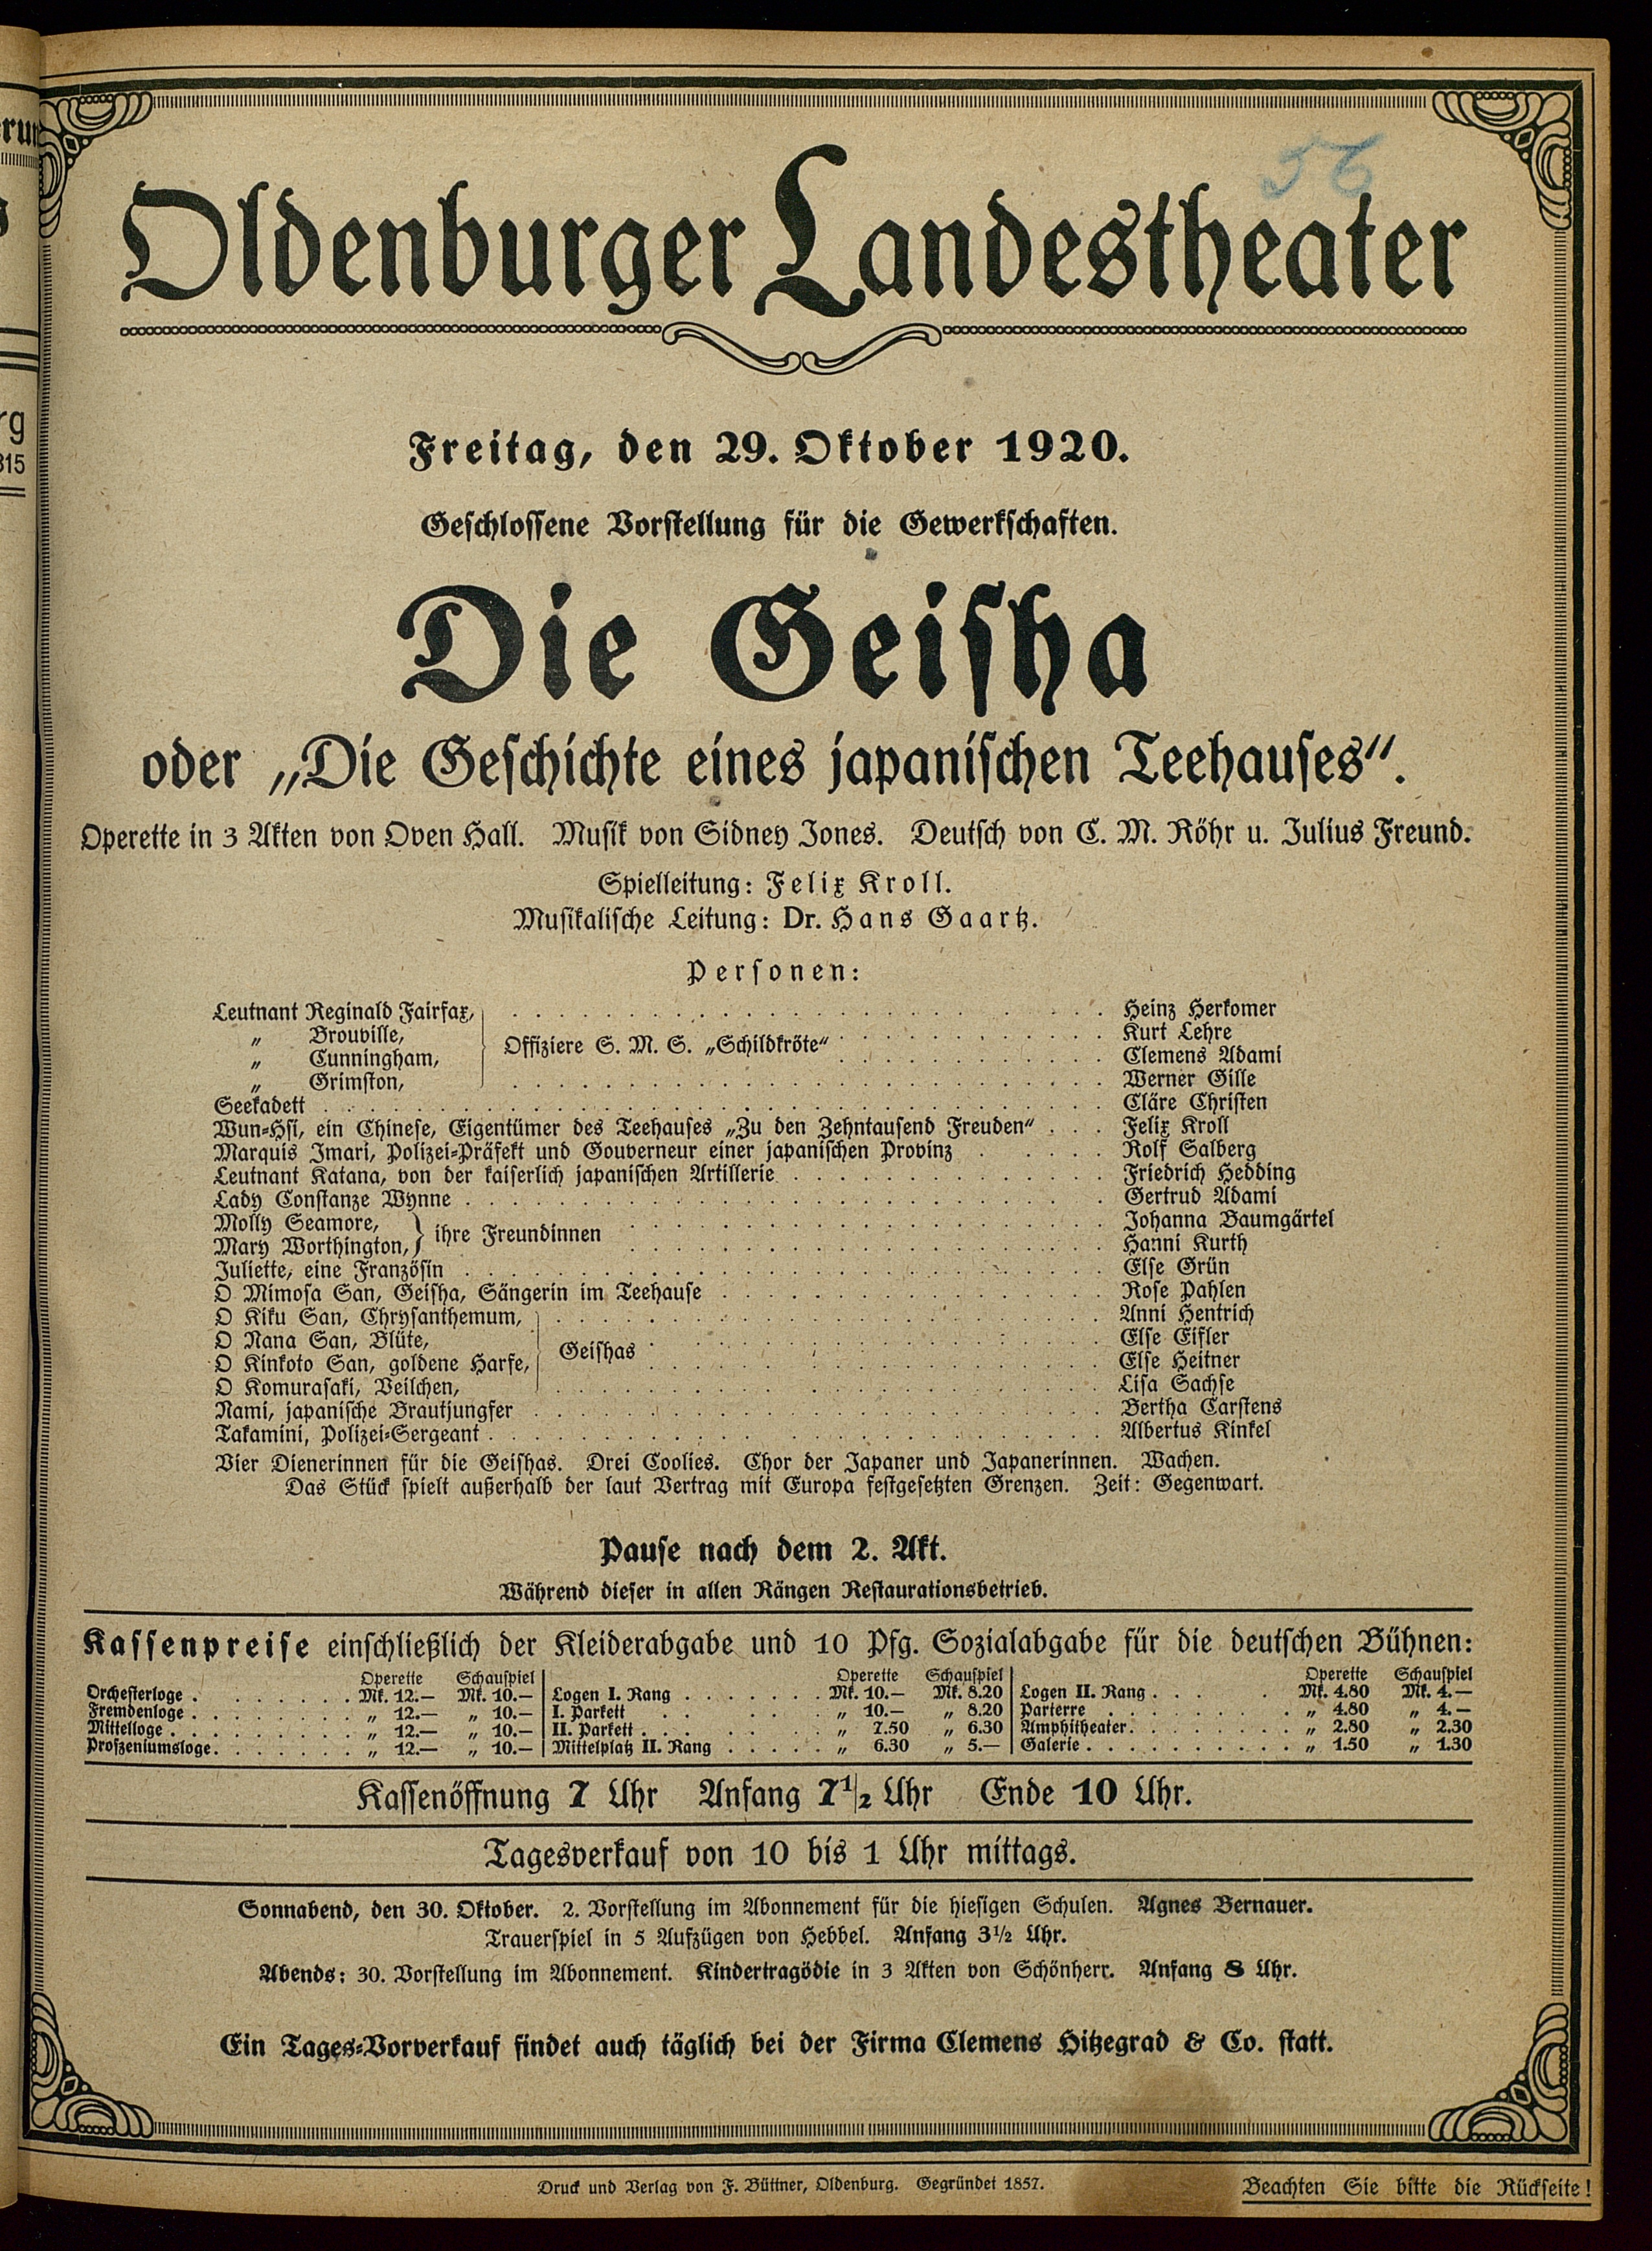 56
Oldenburger Landestheater
Freitag, den 29. Oktober 1920.
Geschlossene Vorstellung für die Gewerkschaften.
Die Geisha
oder „Die Geschichte eines japanischen Teehauses“.
Operette in 3 Akten von Oven Hall. Musik von Sidney Jones. Deutsch von C. M. Röhr u. Julius Freund.
Spielleitung: Felix Kroll.
Musikalische Leitung: Dr. Hans Gaartz.
Personen:
Leutnant Reginald Fairfax, . . . Heinz Herkomer
„ Brouville, . . . Kurt Lehre
Offiziere S. M. S. „Schildkröte“
„ Cunningham, . . . Clemens Adami
„ Grimston, . . . Werner Gille
Seekadett . . . Cläre Christen
Wun-Hsi, ein Chinese, Eigentümer des Teehauses „Zu den Zehntausend Freuden“ . . . Felix Kroll
Marquis Imari, Polizei-Präfekt und Gouverneur einer japanischen Provinz . . . Rolf Salberg
Leutnant Katana, von der kaiserlich japanischen Artillerie . . . Friedrich Hedding
Lady Constanze Wynne . . . Gertrud Adami
Molly Seamore, . . . Johanna Baumgärtel
ihre Freundinnen
Mary Worthington, . . . Hanni Kurth
Juliette, eine Französin . . . Else Grün
O Mimosa San, Geisha, Sängerin im Teehause . . . Rose Pahlen
O Kiku San, Chrysanthemum, . . . Anni Hentrich
O Nana San, Blüte, . . . Else Eifler
Geishas
O Kinkoto San, goldene Harfe, . . . Else Heitner
O Komurasaki, Veilchen, . . . Lisa Sachse
Nami, japanische Brautjungfer . . . Bertha Carstens
Takamini, Polizei-Sergeant . . . Albertus Kinkel
Vier Dienerinnen für die Geishas. Drei Coolies. Chor der Japaner und Japanerinnen. Wachen.
Das Stück spielt außerhalb der laut Vertrag mit Europa festgesetzten Grenzen. Zeit: Gegenwart.
Pause nach dem 2. Akt.
Während dieser in allen Rängen Restaurationsbetrieb.
Kassenpreise einschließlich der Kleiderabgabe und 10 Pfg. Sozialabgabe für die deutschen Bühnen:
Operette Schauspiel Operette Schauspiel Operette Schauspiel
Orchesterloge . . . Mk. 12.— Mk. 10.— Logen I. Rang . . . Mk. 10.— Mk. 8.20 Logen II. Rang . . . Mk. 4.80 Mk. 4.—
Fremdenloge . . . „ 12.— „ 10.— I. Parkett . . . „ 10.— „ 8.20 Parterre . . . „ 4.80 „ 4.—
Mittelloge . . . „ 12.— „ 10.— II. Parkett . . . „ 7.50 „ 6.30 Amphitheater . . . „ 2.80 „ 2.30
Proszeniumsloge . . . „ 12.— „ 10.— Mittelplatz II. Rang . . . „ 6.30 „ 5.— Galerie . . . „ 1.50 „ 1.30
Kassenöffnung 7 Uhr Anfang 7½ Uhr Ende 10 Uhr.
Tagesverkauf von 10 bis 1 Uhr mittags.
Sonnabend, den 30. Oktober. 2. Vorstellung im Abonnement für die hiesigen Schulen. Agnes Bernauer.
Trauerspiel in 5 Aufzügen von Hebbel. Anfang 3½ Uhr.
Abends: 30. Vorstellung im Abonnement. Kindertragödie in 3 Akten von Schönherr. Anfang 8 Uhr.
Ein Tages-Vorverkauf findet auch täglich bei der Firma Clemens Hitzegrad & Co. statt.
Druck und Verlag von F. Büttner, Oldenburg. Gegründet 1857.
Beachten Sie bitte die Rückseite!